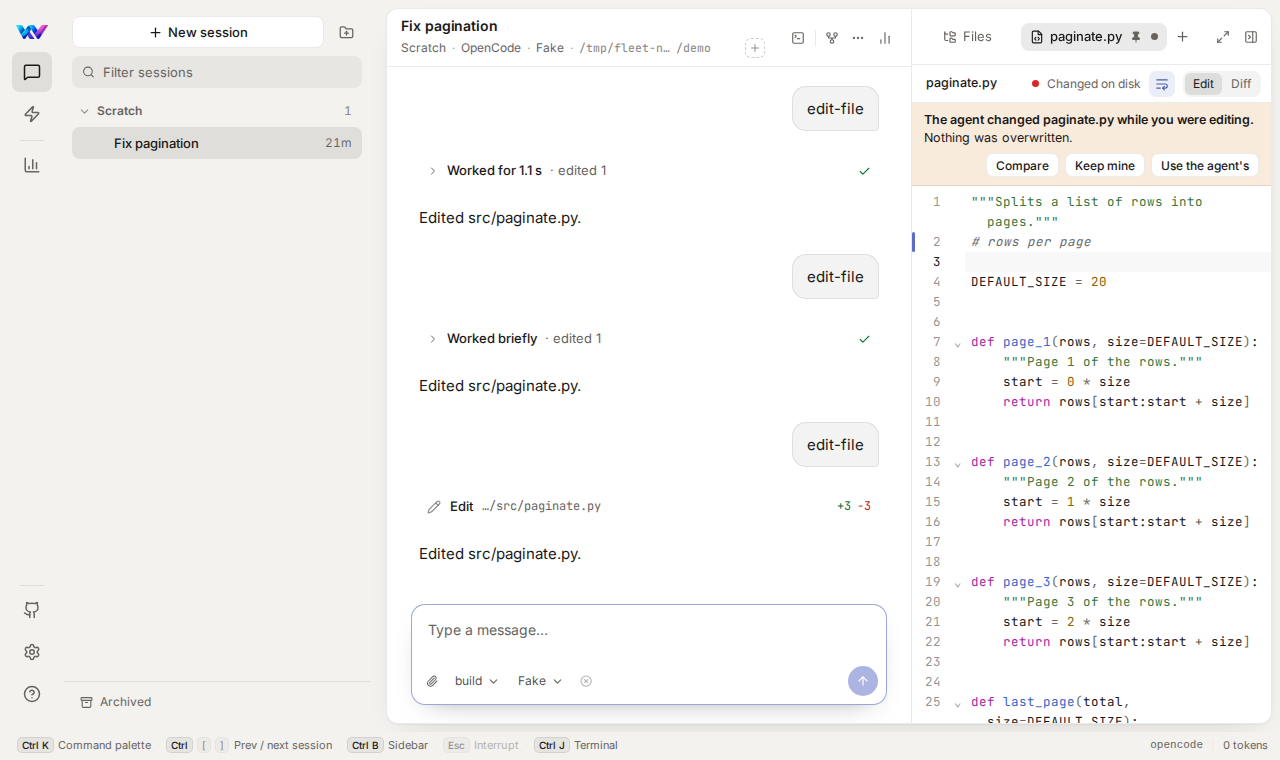 New session
Filter sessions
Scratch 1
Fix pagination 21m
Archived
Fix pagination
Scratch · OpenCode · Fake · /tmp/fleet-n… /demo
edit-file
Worked for 1.1 s · edited 1
Edited src/paginate.py.
edit-file
Worked briefly · edited 1
Edited src/paginate.py.
edit-file
Edit …/src/paginate.py +3 -3
Edited src/paginate.py.
Type a message...
build Fake
Files paginate.py
paginate.py Changed on disk Edit Diff
The agent changed paginate.py while you were editing.
Nothing was overwritten.
Compare Keep mine Use the agent's
1 """Splits a list of rows into
pages."""
2 # rows per page
3
4 DEFAULT_SIZE = 20
5
6
7 def page_1(rows, size=DEFAULT_SIZE):
8 """Page 1 of the rows."""
9 start = 0 * size
10 return rows[start:start + size]
11
12
13 def page_2(rows, size=DEFAULT_SIZE):
14 """Page 2 of the rows."""
15 start = 1 * size
16 return rows[start:start + size]
17
18
19 def page_3(rows, size=DEFAULT_SIZE):
20 """Page 3 of the rows."""
21 start = 2 * size
22 return rows[start:start + size]
23
24
25 def last_page(total,
size=DEFAULT_SIZE):
Ctrl K Command palette Ctrl [ ] Prev / next session Ctrl B Sidebar Esc Interrupt Ctrl J Terminal opencode 0 tokens